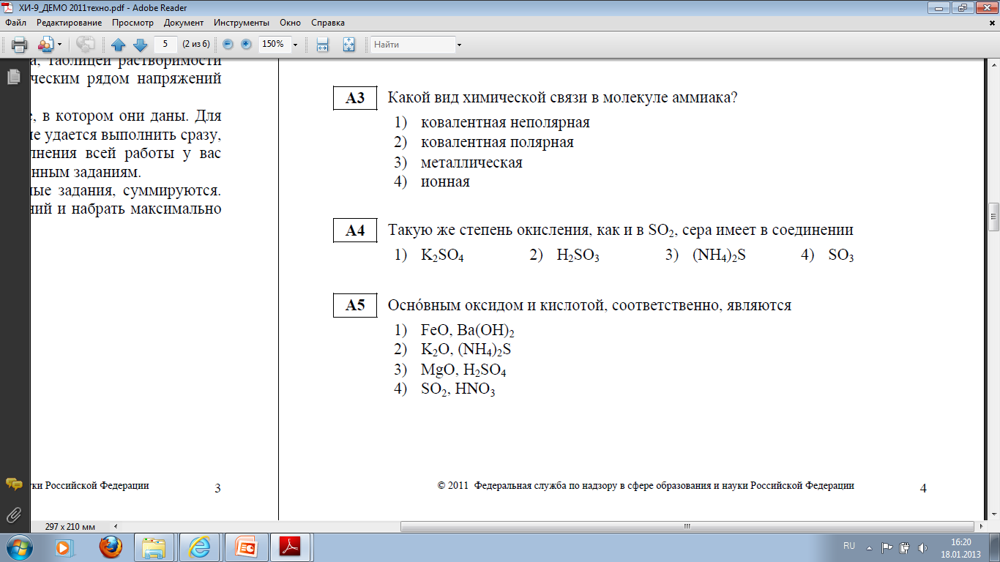 ХИ-9_ДЕМО 2011техно.pdf - Adobe Reader
Файл Редактирование Просмотр Документ Инструменты Окно Справка
5 (2 из 6) 150% Найти
а, таблицей растворимости
ческим рядом напряжений
е, в котором они даны. Для
не удается выполнить сразу,
лнения всей работы у вас
нным заданиям.
ные задания, суммируются.
ний и набрать максимально
уки Российской Федерации 3
А3 Какой вид химической связи в молекуле аммиака?
1) ковалентная неполярная
2) ковалентная полярная
3) металлическая
4) ионная
А4 Такую же степень окисления, как и в SO₂, сера имеет в соединении
1) K₂SO₄ 2) H₂SO₃ 3) (NH₄)₂S 4) SO₃
А5 Осно́вным оксидом и кислотой, соответственно, являются
1) FeO, Ba(OH)₂
2) K₂O, (NH₄)₂S
3) MgO, H₂SO₄
4) SO₂, HNO₃
© 2011 Федеральная служба по надзору в сфере образования и науки Российской Федерации 4
297 x 210 мм
RU 16:20
18.01.2013